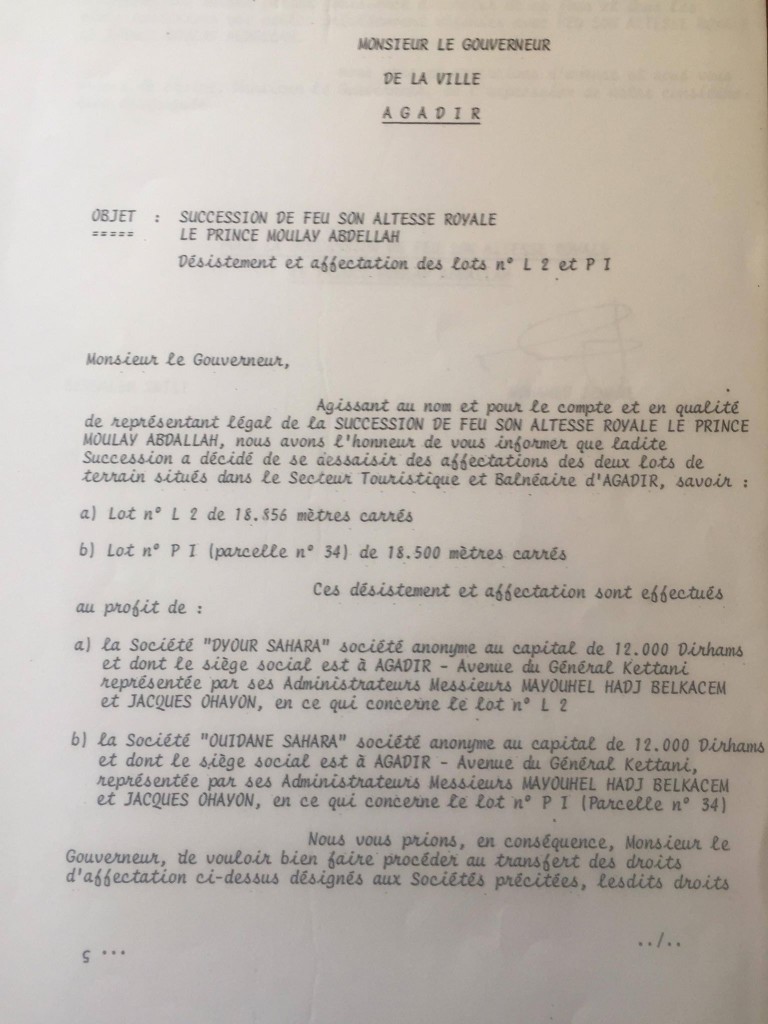 MONSIEUR LE GOUVERNEUR
DE LA VILLE
A G A D I R
OBJET : SUCCESSION DE FEU SON ALTESSE ROYALE
===== LE PRINCE MOULAY ABDELLAH
Désistement et affectation des lots n° L 2 et P I
Monsieur le Gouverneur,
Agissant au nom et pour le compte et en qualité
de représentant légal de la SUCCESSION DE FEU SON ALTESSE ROYALE LE PRINCE
MOULAY ABDALLAH, nous avons l'honneur de vous informer que ladite
Succession a décidé de se dessaisir des affectations des deux lots de
terrain situés dans le Secteur Touristique et Balnéaire d'AGADIR, savoir :
a) Lot n° L 2 de 18.856 mètres carrés
b) Lot n° P I (parcelle n° 34) de 18.500 mètres carrés
Ces désistement et affectation sont effectués
au profit de :
a) la Société "DYOUR SAHARA" société anonyme au capital de 12.000 Dirhams
et dont le siège social est à AGADIR - Avenue du Général Kettani
représentée par ses Administrateurs Messieurs MAYOUHEL HADJ BELKACEM
et JACQUES OHAYON, en ce qui concerne le lot n° L 2
b) la Société "OUIDANE SAHARA" société anonyme au capital de 12.000 Dirhams
et dont le siège social est à AGADIR - Avenue du Général Kettani,
représentée par ses Administrateurs Messieurs MAYOUHEL HADJ BELKACEM
et JACQUES OHAYON, en ce qui concerne le lot n° P I (Parcelle n° 34)
Nous vous prions, en conséquence, Monsieur le
Gouverneur, de vouloir bien faire procéder au transfert des droits
d'affectation ci-dessus désignés aux Sociétés précitées, lesdits droits
../..